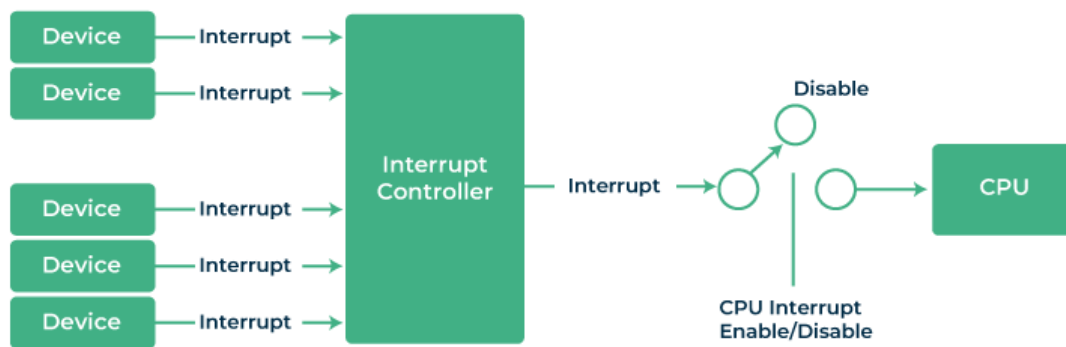 Device Interrupt
Device Interrupt
Disable
Interrupt
Controller
Interrupt
CPU
Device Interrupt
Device Interrupt
Device Interrupt
CPU Interrupt
Enable/Disable